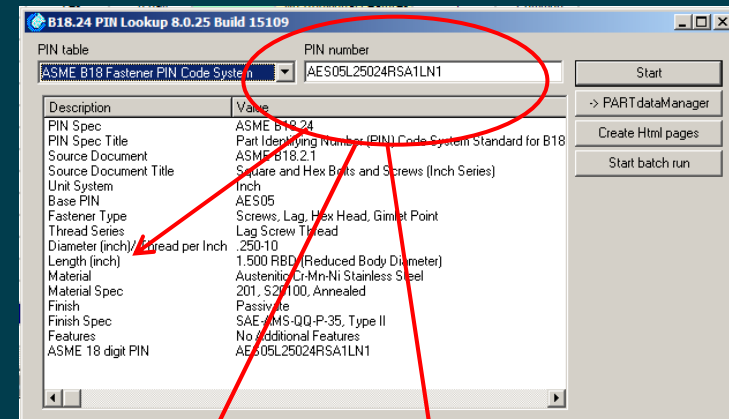 B18.24 PIN Lookup 8.0.25 Build 15109
PIN table PIN number
ASME B18 Fastener PIN Code System AES05L25024RSA1LN1 Start
-> PARTdataManager
Create Html pages
Start batch run
Description Value
PIN Spec ASME B18.24
PIN Spec Title Part Identifying Number (PIN) Code System Standard for B18
Source Document ASME B18.2.1
Source Document Title Square and Hex Bolts and Screws (Inch Series)
Unit System Inch
Base PIN AES05
Fastener Type Screws, Lag, Hex Head, Gimlet Point
Thread Series Lag Screw Thread
Diameter (inch)/ Thread per Inch .250-10
Length (inch) 1.500 RBD (Reduced Body Diameter)
Material Austenitic Cr-Mn-Ni Stainless Steel
Material Spec 201, S20100, Annealed
Finish Passivate
Finish Spec SAE-AMS-QQ-P-35, Type II
Features No Additional Features
ASME 18 digit PIN AES05L25024RSA1LN1